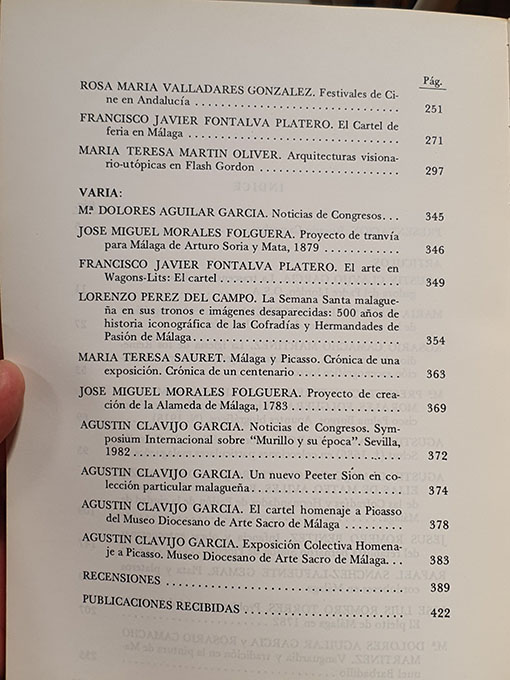 Pág.
ROSA MARIA VALLADARES GONZALEZ. Festivales de Ci-
ne en Andalucía . . . . . . . . . . . . . . . . . . . . . . . . . . . 251
FRANCISCO JAVIER FONTALVA PLATERO. El Cartel de
feria en Málaga . . . . . . . . . . . . . . . . . . . . . . . . . . . . 271
MARIA TERESA MARTIN OLIVER. Arquitecturas visiona-
rio-utópicas en Flash Gordon . . . . . . . . . . . . . . . . . . 297
VARIA:
Mª DOLORES AGUILAR GARCIA. Noticias de Congresos. . . 345
JOSE MIGUEL MORALES FOLGUERA. Proyecto de tranvía
para Málaga de Arturo Soria y Mata, 1879 . . . . . . . . . . 346
FRANCISCO JAVIER FONTALVA PLATERO. El arte en
Wagons-Lits: El cartel . . . . . . . . . . . . . . . . . . . . . . . 349
LORENZO PEREZ DEL CAMPO. La Semana Santa malague-
ña en sus tronos e imágenes desaparecidas: 500 años de
historia iconográfica de las Cofradías y Hermandades de
Pasión de Málaga . . . . . . . . . . . . . . . . . . . . . . . . . . 354
MARIA TERESA SAURET. Málaga y Picasso. Crónica de una
exposición. Crónica de un centenario . . . . . . . . . . . . . 363
JOSE MIGUEL MORALES FOLGUERA. Proyecto de crea-
ción de la Alameda de Málaga, 1783 . . . . . . . . . . . . . . 369
AGUSTIN CLAVIJO GARCIA. Noticias de Congresos. Sym-
posium Internacional sobre "Murillo y su época". Sevilla,
1982 . . . . . . . . . . . . . . . . . . . . . . . . . . . . . . . . . . . 372
AGUSTIN CLAVIJO GARCIA. Un nuevo Peeter Sion en co-
lección particular malagueña . . . . . . . . . . . . . . . . . . . 374
AGUSTIN CLAVIJO GARCIA. El cartel homenaje a Picasso
del Museo Diocesano de Arte Sacro de Málaga . . . . . . . 378
AGUSTIN CLAVIJO GARCIA. Exposición Colectiva Homena-
je a Picasso. Museo Diocesano de Arte Sacro de Málaga. . . 383
RECENSIONES . . . . . . . . . . . . . . . . . . . . . . . . . . . . . 389
PUBLICACIONES RECIBIDAS . . . . . . . . . . . . . . . . . . . . 422